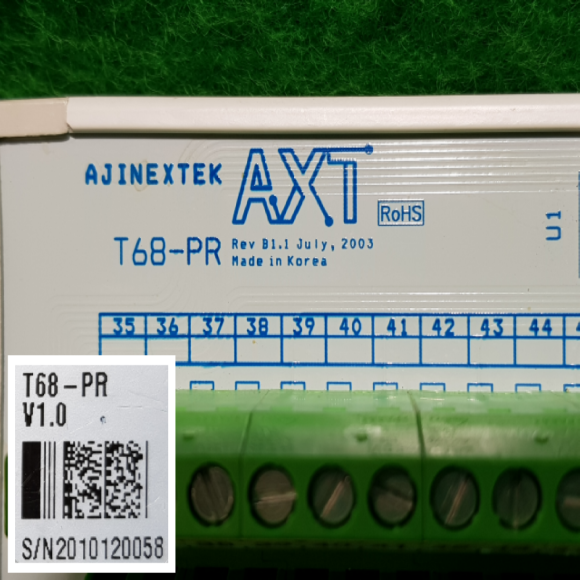 AJINEXTEK AXT RoHS
T68-PR Rev B1.1 July, 2003
Made in Korea
U1
35 36 37 38 39 40 41 42 43 44
T68-PR
V1.0
S/N2010120058